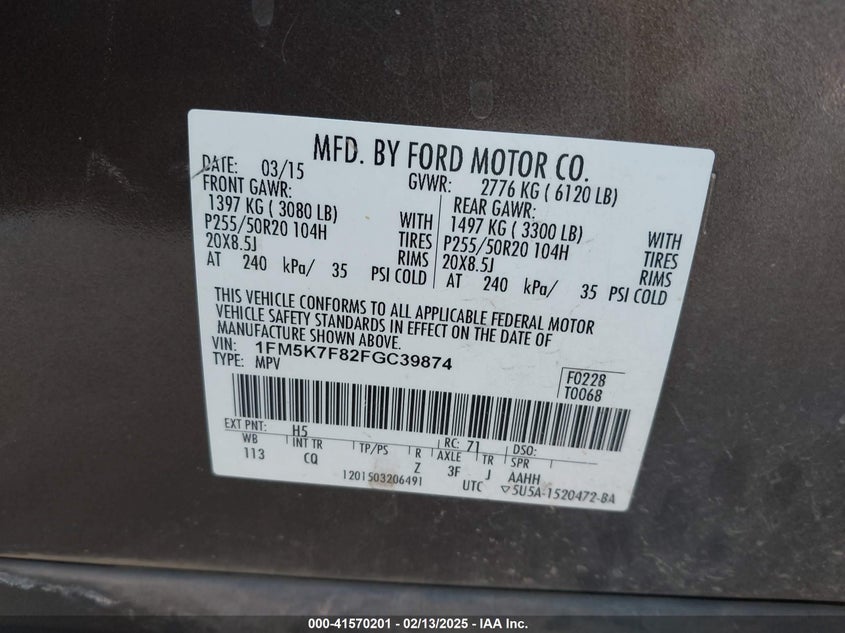 MFD. BY FORD MOTOR CO.
DATE: 03/15 GVWR: 2776 KG ( 6120 LB)
FRONT GAWR: REAR GAWR:
1397 KG ( 3080 LB) WITH 1497 KG ( 3300 LB) WITH
P255/50R20 104H TIRES P255/50R20 104H TIRES
20X8.5J RIMS 20X8.5J RIMS
AT 240 kPa/ 35 PSI COLD AT 240 kPa/ 35 PSI COLD
THIS VEHICLE CONFORMS TO ALL APPLICABLE FEDERAL MOTOR
VEHICLE SAFETY STANDARDS IN EFFECT ON THE DATE OF
MANUFACTURE SHOWN ABOVE.
VIN: 1FM5K7F82FGC39874
TYPE: MPV
F0228
T0068
EXT PNT: H5 RC: 71 DSO:
WB INT TR TP/PS R AXLE TR SPR
113 CQ Z 3F J AAHH
1201503206491 UTC ▽5U5A-1520472-BA
000-41570201 - 02/13/2025 - IAA Inc.